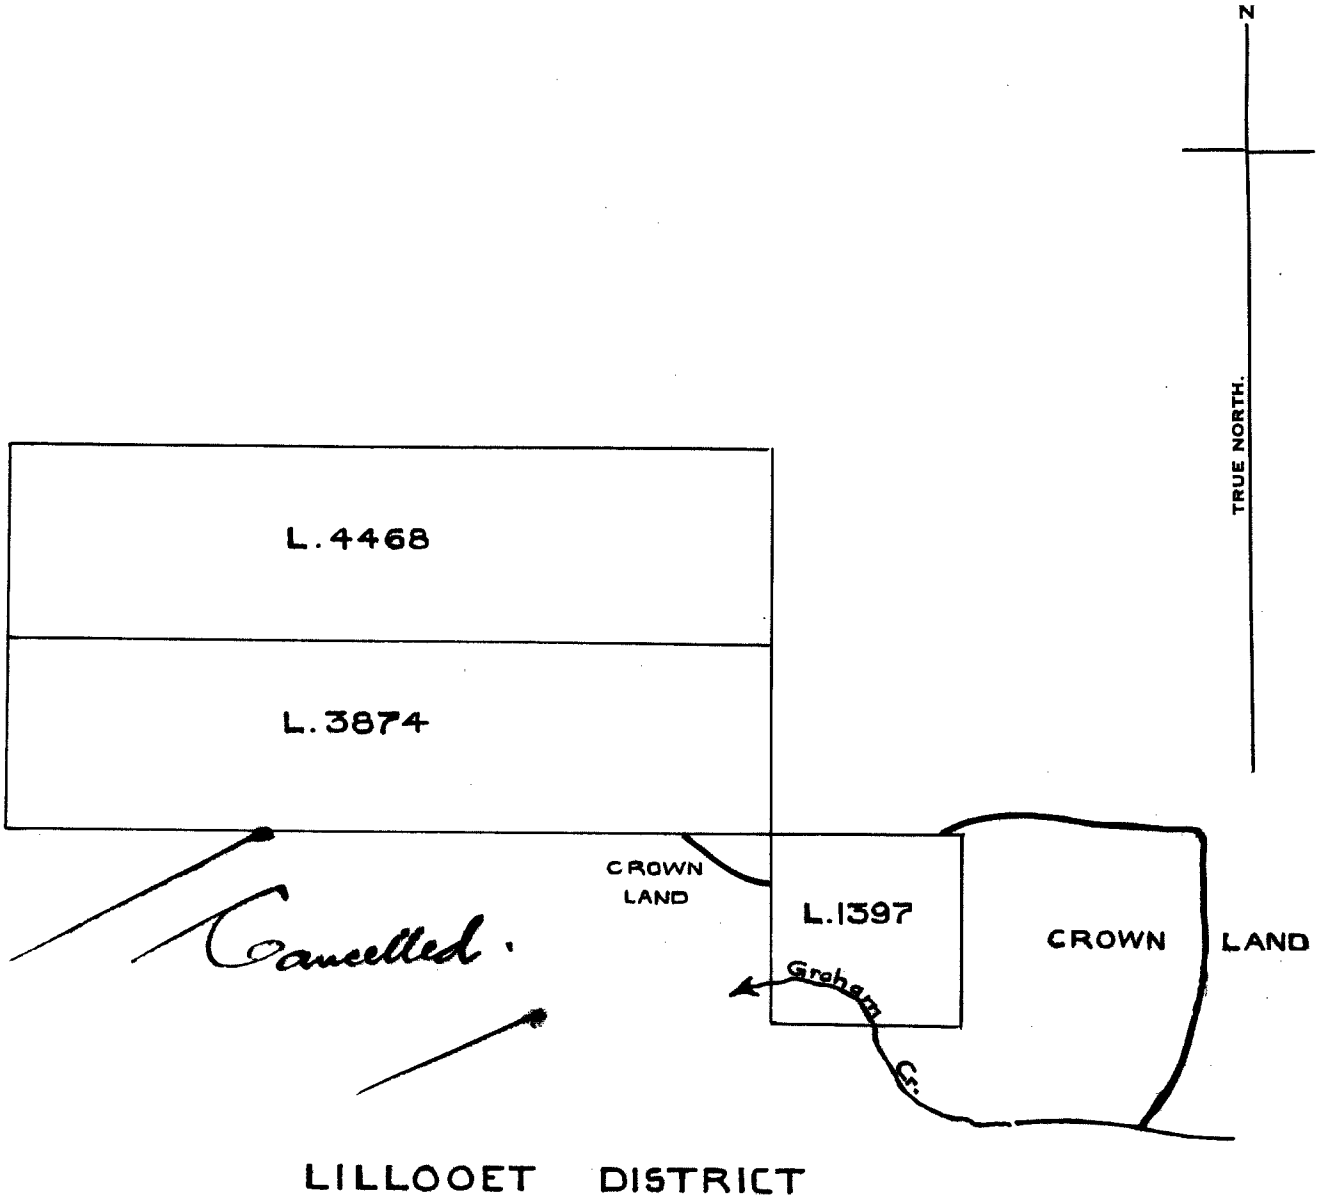 N
TRUE NORTH.
L.4468
L.3874
CROWN
LAND
L.1397
CROWN LAND
Cancelled.
Graham
Cr.
LILLOOET DISTRICT